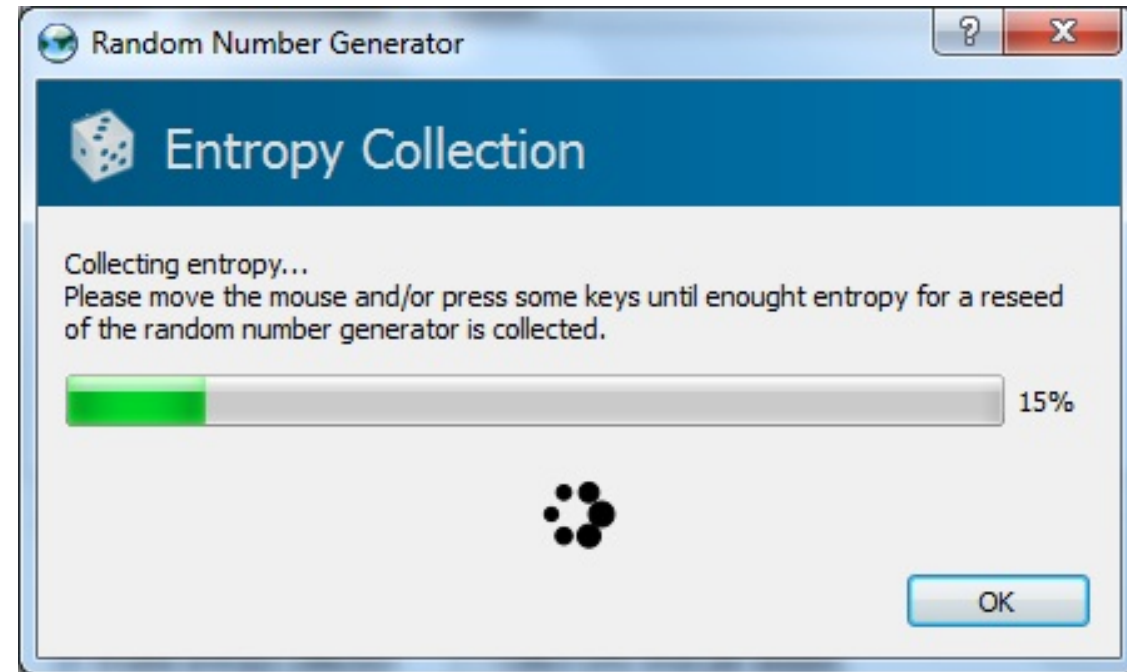 Random Number Generator
Entropy Collection
Collecting entropy...
Please move the mouse and/or press some keys until enought entropy for a reseed
of the random number generator is collected.
15%
OK